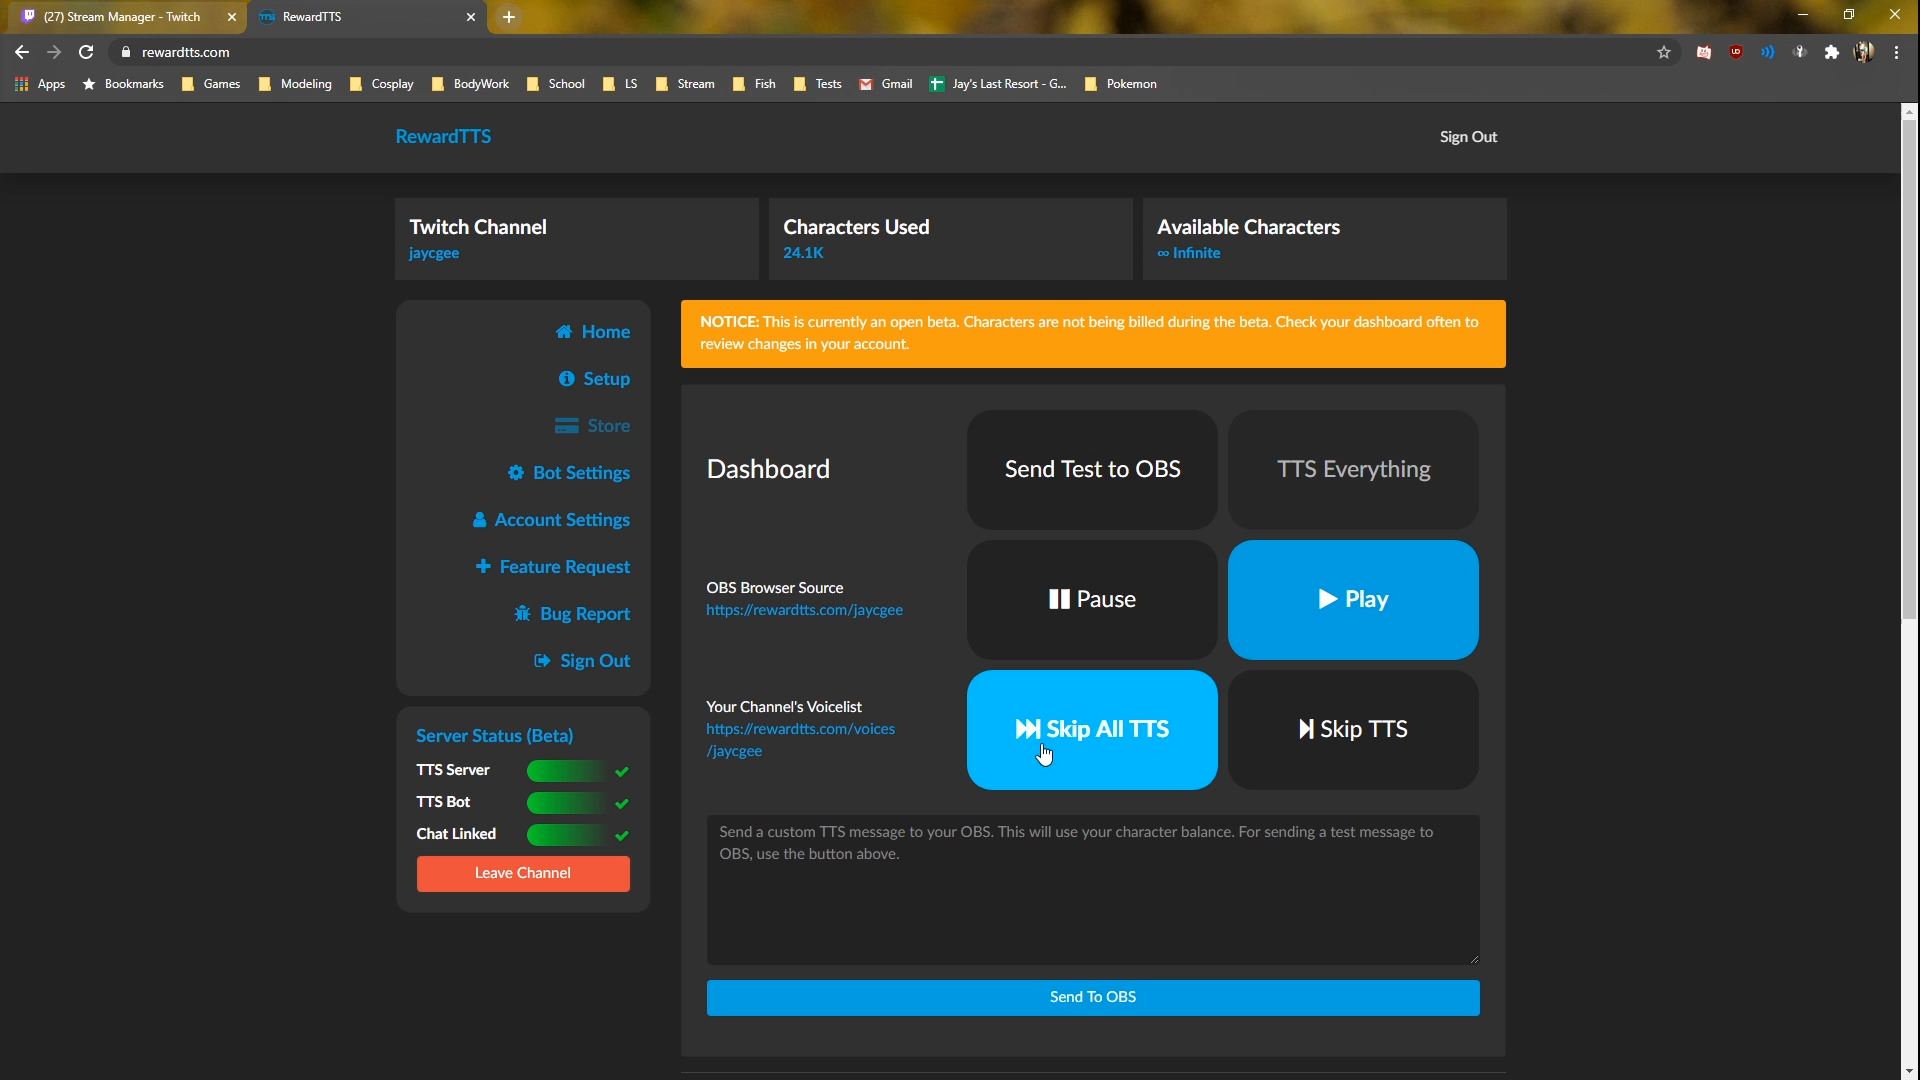 (27) Stream Manager - Twitch
RewardTTS
rewardtts.com
Apps
Bookmarks
Games
Modeling
Cosplay
BodyWork
School
LS
Stream
Fish
Tests
Gmail
Jay's Last Resort - G...
Pokemon
RewardTTS
Sign Out
Twitch Channel
jaycgee
Characters Used
24.1K
Available Characters
∞ Infinite
Home
Setup
Store
Bot Settings
Account Settings
Feature Request
Bug Report
Sign Out
Server Status (Beta)
TTS Server
TTS Bot
Chat Linked
Leave Channel
NOTICE: This is currently an open beta. Characters are not being billed during the beta. Check your dashboard often to
review changes in your account.
Dashboard
Send Test to OBS
TTS Everything
OBS Browser Source
https://rewardtts.com/jaycgee
Pause
Play
Your Channel's Voicelist
https://rewardtts.com/voices
/jaycgee
Skip All TTS
Skip TTS
Send a custom TTS message to your OBS. This will use your character balance. For sending a test message to
OBS, use the button above.
Send To OBS